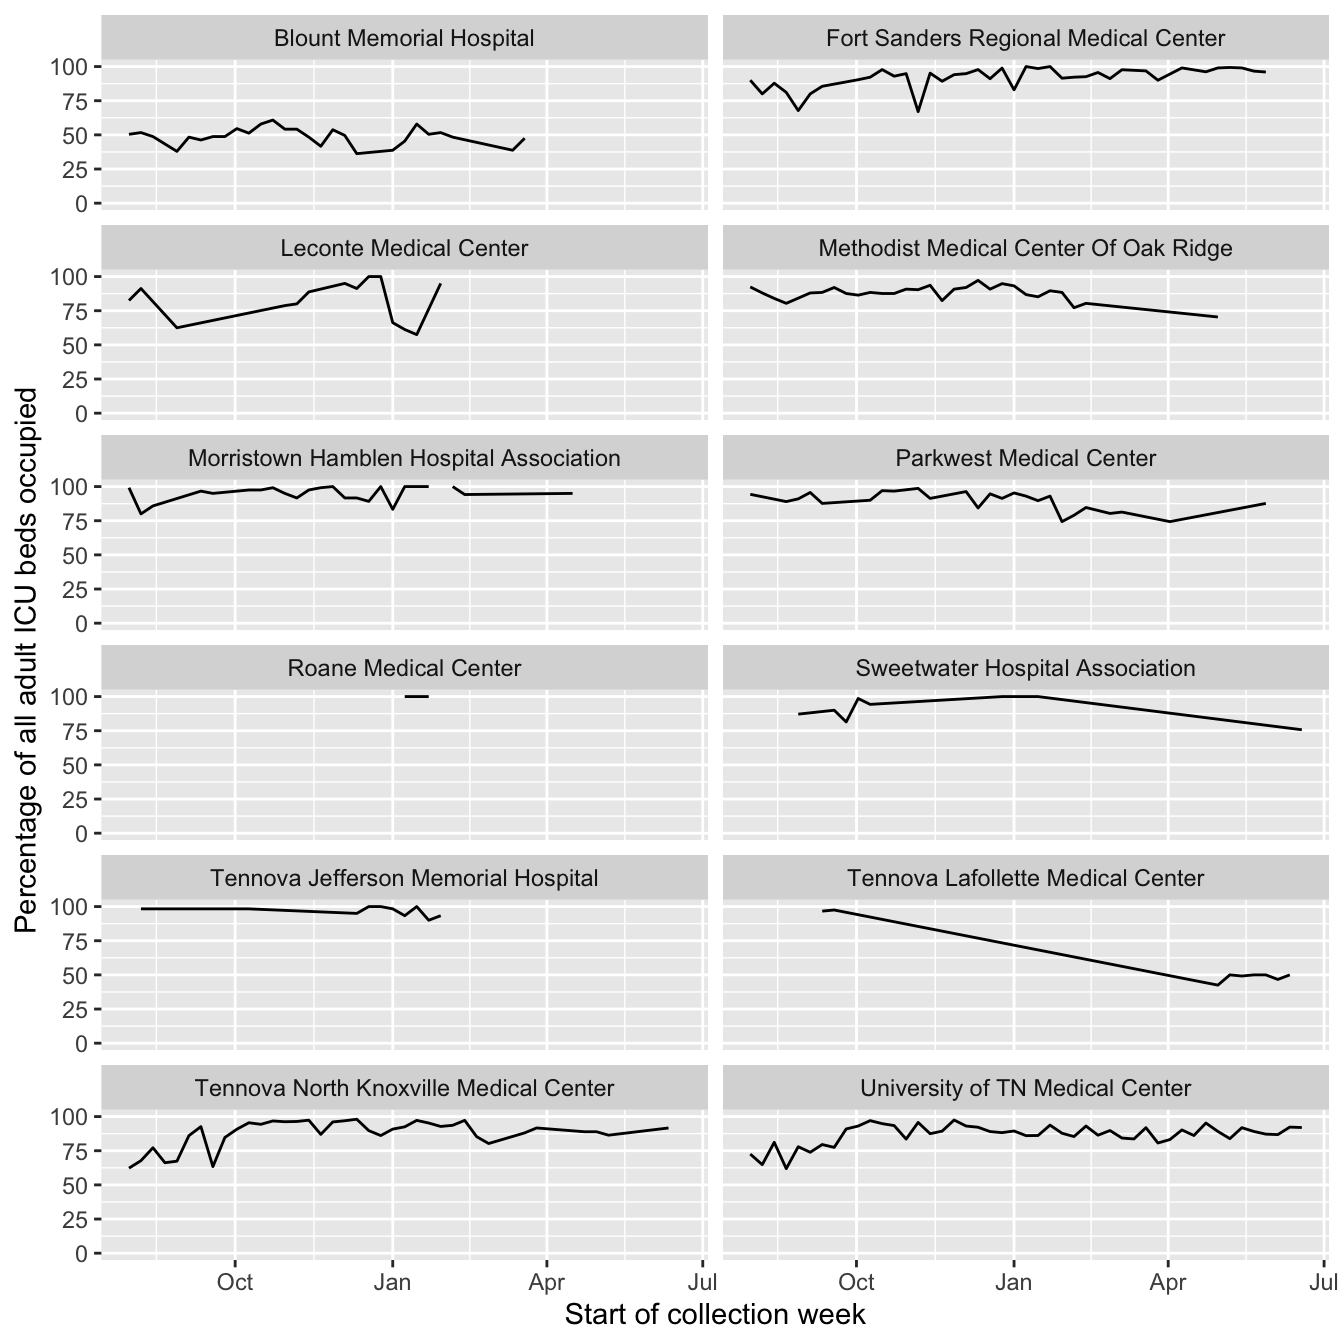 Blount Memorial Hospital
Fort Sanders Regional Medical Center
100
75
50
25
0
Leconte Medical Center
Methodist Medical Center Of Oak Ridge
100
75
50
25
0
Morristown Hamblen Hospital Association
Parkwest Medical Center
100
75
50
25
0
Roane Medical Center
Sweetwater Hospital Association
100
75
50
25
0
Tennova Jefferson Memorial Hospital
Tennova Lafollette Medical Center
100
75
50
25
0
Tennova North Knoxville Medical Center
University of TN Medical Center
100
75
50
25
0
Oct Jan Apr Jul
Oct Jan Apr Jul
Start of collection week
Percentage of all adult ICU beds occupied